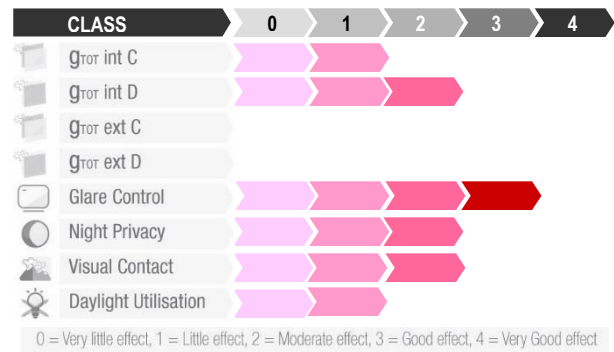 CLASS 0 1 2 3 4
gTOT int C
gTOT int D
gTOT ext C
gTOT ext D
Glare Control
Night Privacy
Visual Contact
Daylight Utilisation
0 = Very little effect, 1 = Little effect, 2 = Moderate effect, 3 = Good effect, 4 = Very Good effect